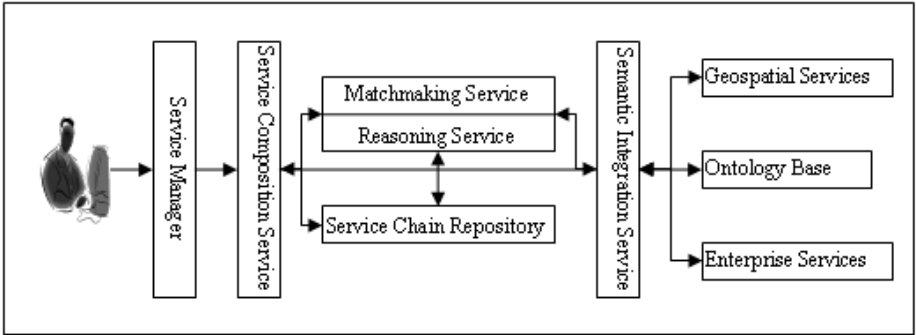 Service Manager
Service Composition Service
Matchmaking Service
Reasoning Service
Service Chain Repository
Semantic Integration Service
Geospatial Services
Ontology Base
Enterprise Services